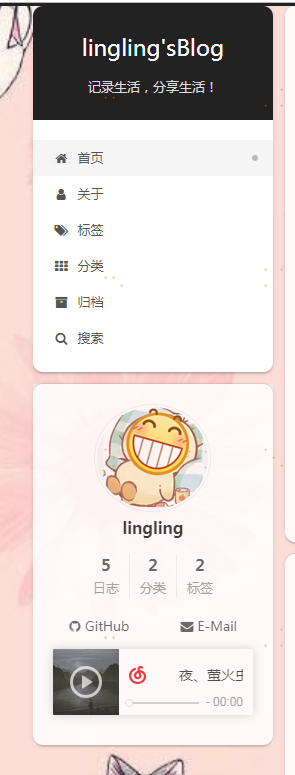 lingling'sBlog
记录生活，分享生活！
首页
关于
标签
分类
归档
搜索
lingling
5 2 2
日志 分类 标签
GitHub E-Mail
夜、萤火
- 00:00